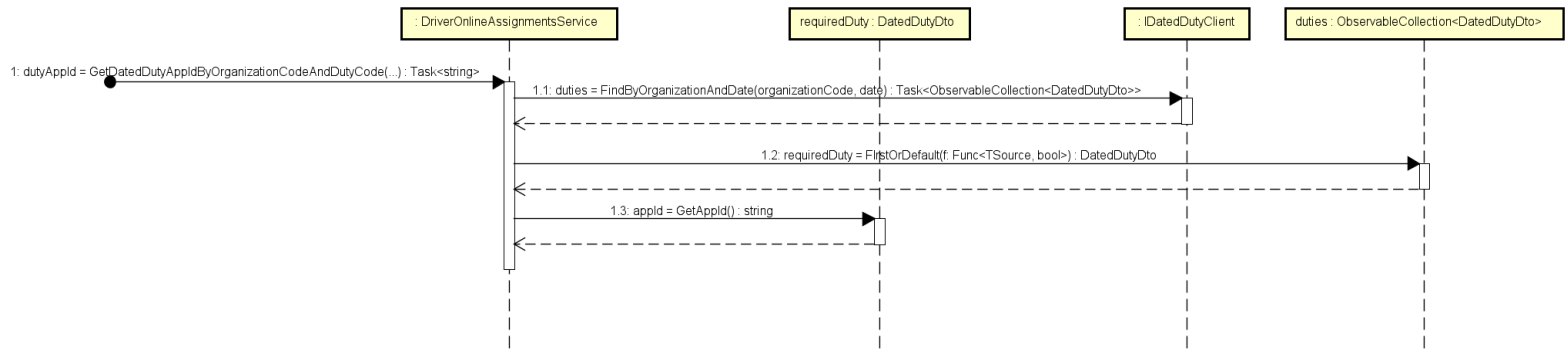 : DriverOnlineAssignmentsService
requiredDuty : DatedDutyDto
: IDatedDutyClient
duties : ObservableCollection<DatedDutyDto>
1: dutyAppId = GetDatedDutyAppIdByOrganizationCodeAndDutyCode(...) : Task<string>
1.1: duties = FindByOrganizationAndDate(organizationCode, date) : Task<ObservableCollection<DatedDutyDto>>
1.2: requiredDuty = FIrstOrDefault(f: Func<TSource, bool>) : DatedDutyDto
1.3: appId = GetAppId() : string